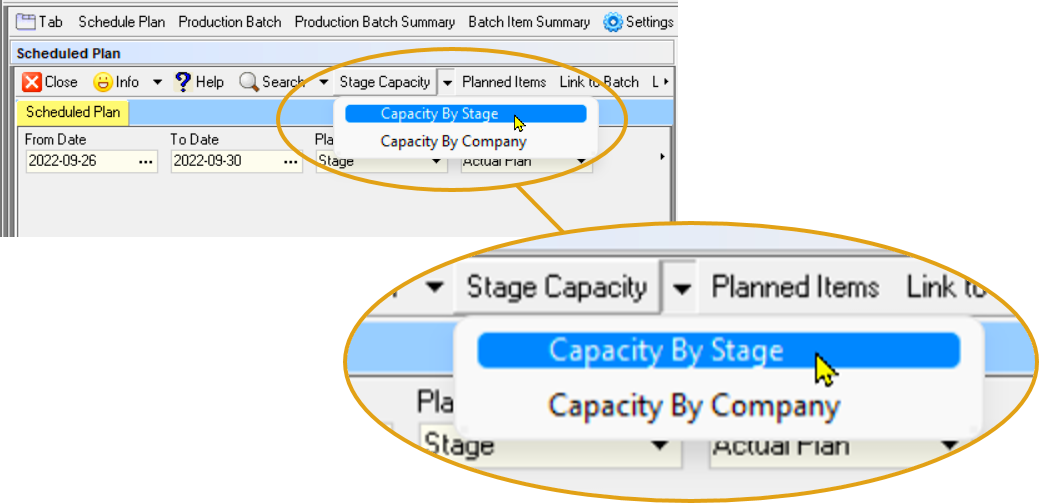 Tab Schedule Plan Production Batch Production Batch Summary Batch Item Summary Settings
Scheduled Plan
Close Info Help Search Stage Capacity Planned Items Link to Batch L
Scheduled Plan
Capacity By Stage
Capacity By Company
From Date To Date Pla
2022-09-26 ... 2022-09-30 ... Stage Actual Plan
Stage Capacity Planned Items Link to
Capacity By Stage
Capacity By Company
Pla
Stage Actual Plan